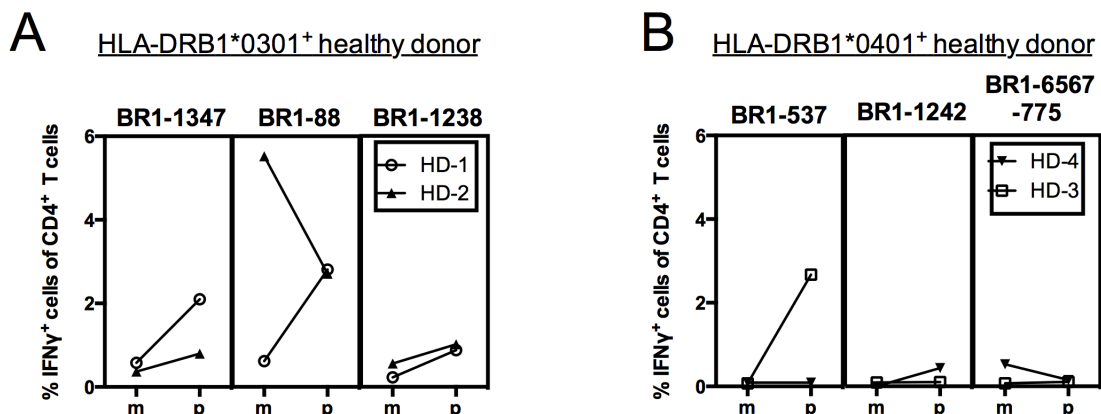 A
HLA-DRB1*0301+ healthy donor
BR1-1347 BR1-88 BR1-1238
% IFNγ+ cells of CD4+ T cells
6
4
2
0
HD-1
HD-2
m p m p m p
B
HLA-DRB1*0401+ healthy donor
BR1-537 BR1-1242 BR1-6567
-775
% IFNγ+ cells of CD4+ T cells
6
4
2
0
HD-4
HD-3
m p m p m p